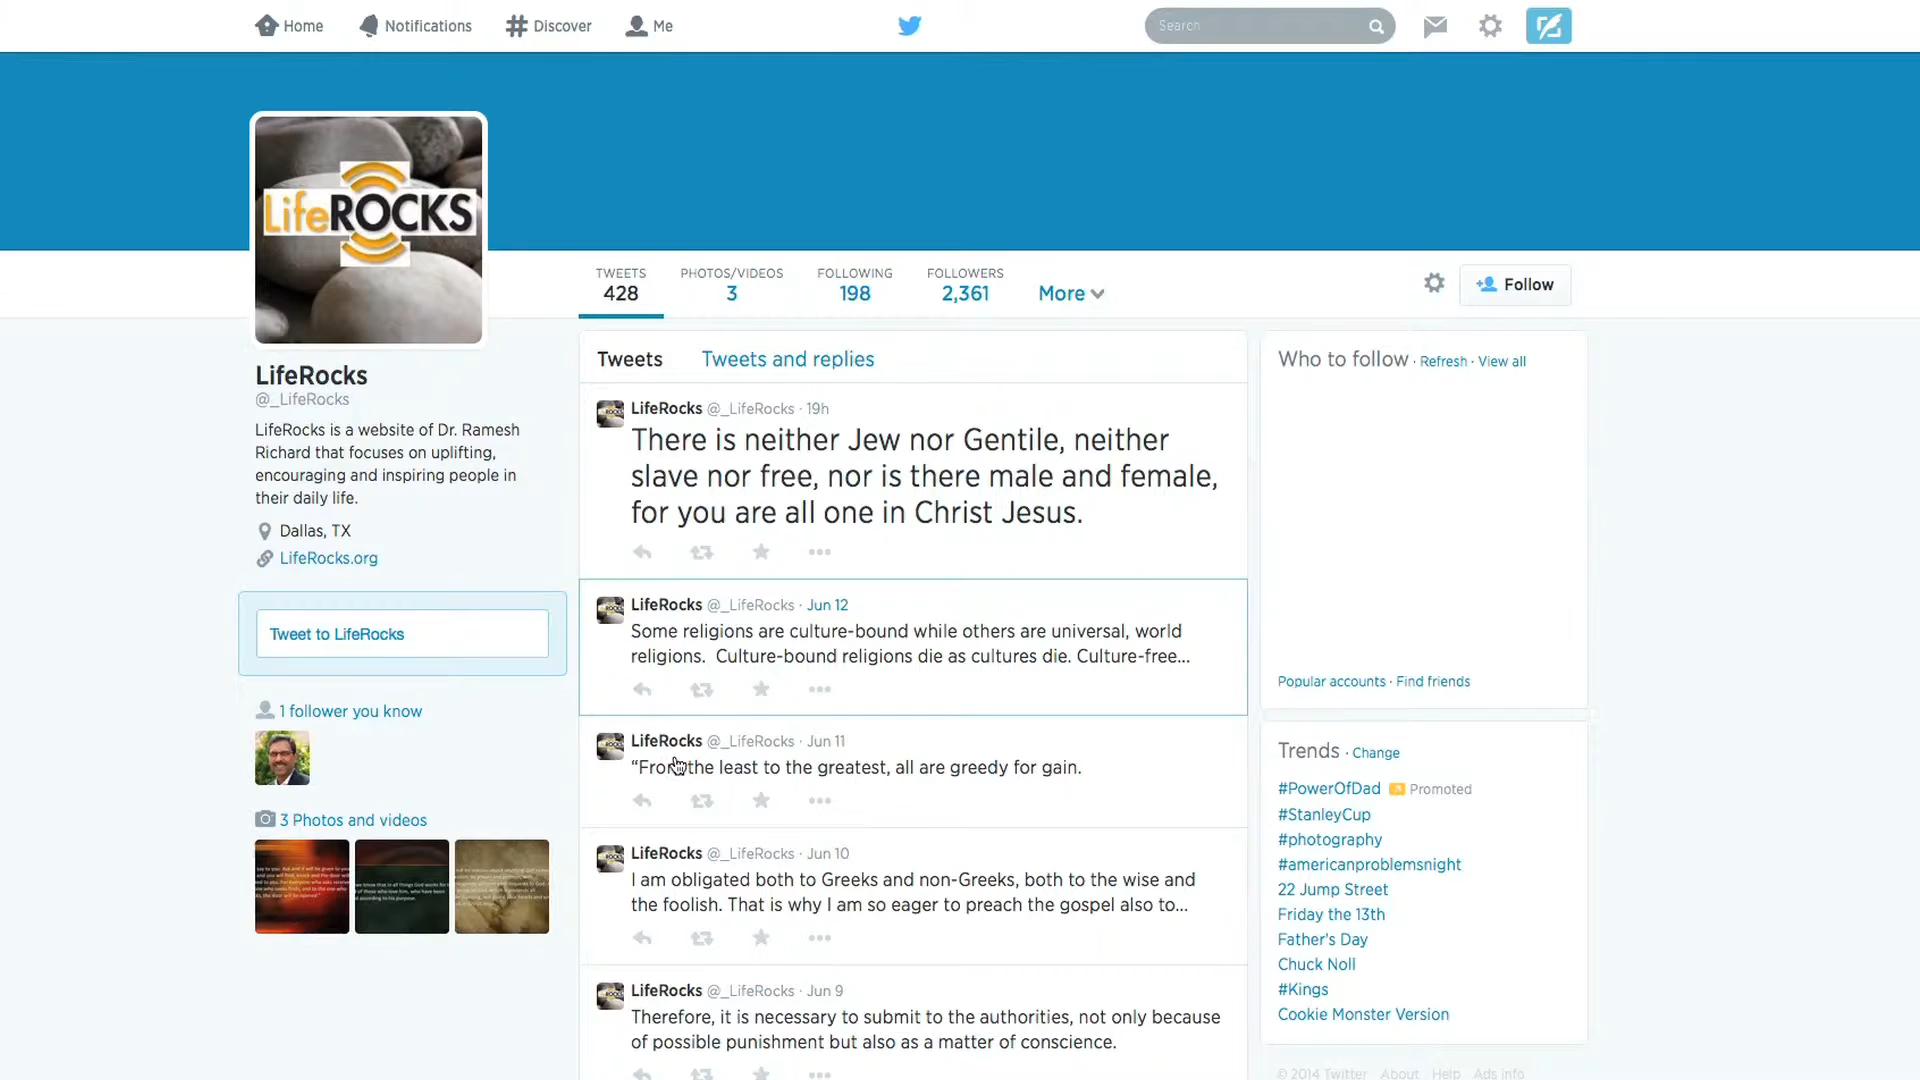 Home
Notifications
Discover
Me
Search
LifeROCKS
TWEETS
428
PHOTOS/VIDEOS
3
FOLLOWING
198
FOLLOWERS
2,361
More
Follow
LifeRocks
@_LifeRocks
LifeRocks is a website of Dr. Ramesh
Richard that focuses on uplifting,
encouraging and inspiring people in
their daily life.
Dallas, TX
LifeRocks.org
Tweet to LifeRocks
1 follower you know
3 Photos and videos
Tweets
Tweets and replies
LifeRocks @_LifeRocks · 19h
There is neither Jew nor Gentile, neither
slave nor free, nor is there male and female,
for you are all one in Christ Jesus.
LifeRocks @_LifeRocks · Jun 12
Some religions are culture-bound while others are universal, world
religions. Culture-bound religions die as cultures die. Culture-free...
LifeRocks @_LifeRocks · Jun 11
“From the least to the greatest, all are greedy for gain.
LifeRocks @_LifeRocks · Jun 10
I am obligated both to Greeks and non-Greeks, both to the wise and
the foolish. That is why I am so eager to preach the gospel also to...
LifeRocks @_LifeRocks · Jun 9
Therefore, it is necessary to submit to the authorities, not only because
of possible punishment but also as a matter of conscience.
Who to follow · Refresh · View all
Popular accounts · Find friends
Trends · Change
#PowerOfDad Promoted
#StanleyCup
#photography
#americanproblemsnight
22 Jump Street
Friday the 13th
Father's Day
Chuck Noll
#Kings
Cookie Monster Version
© 2014 Twitter About Help Ads info